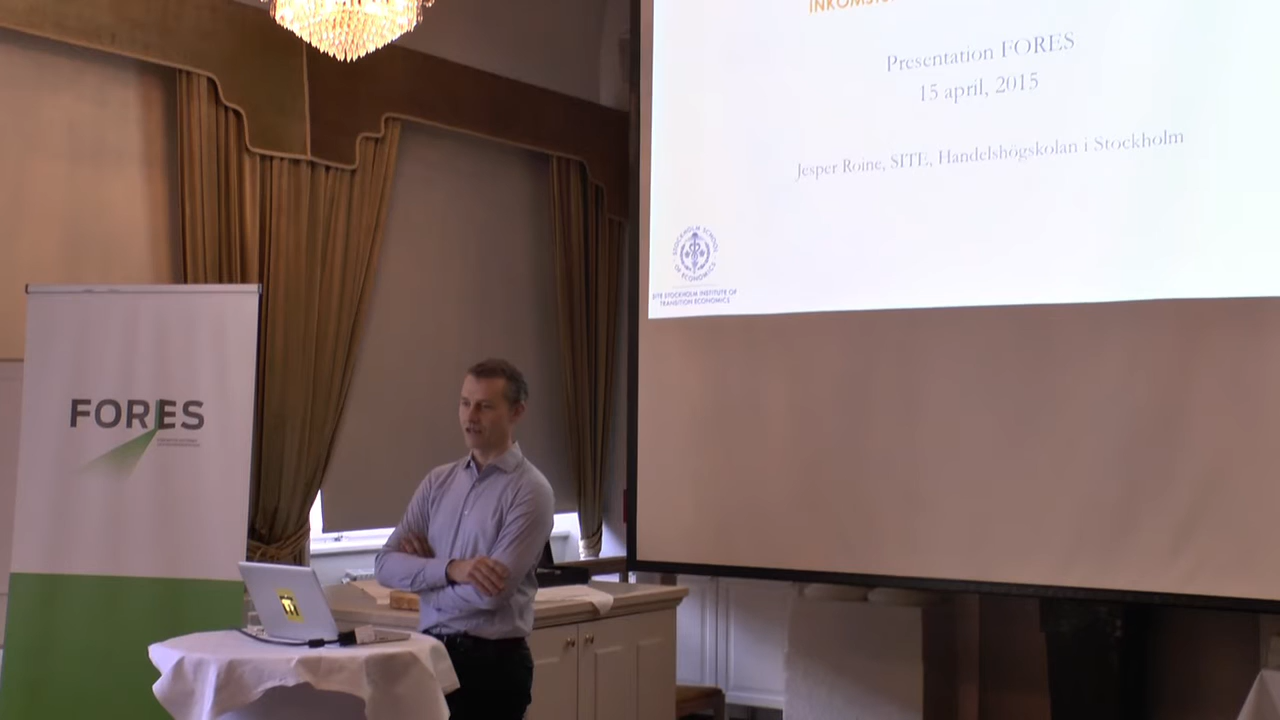 Presentation FORES
15 april, 2015
Jesper Roine, SITE, Handelshögskolan i Stockholm
STOCKHOLM SCHOOL
OF ECONOMICS
SITE STOCKHOLM INSTITUTE OF
TRANSITION ECONOMICS
FORES